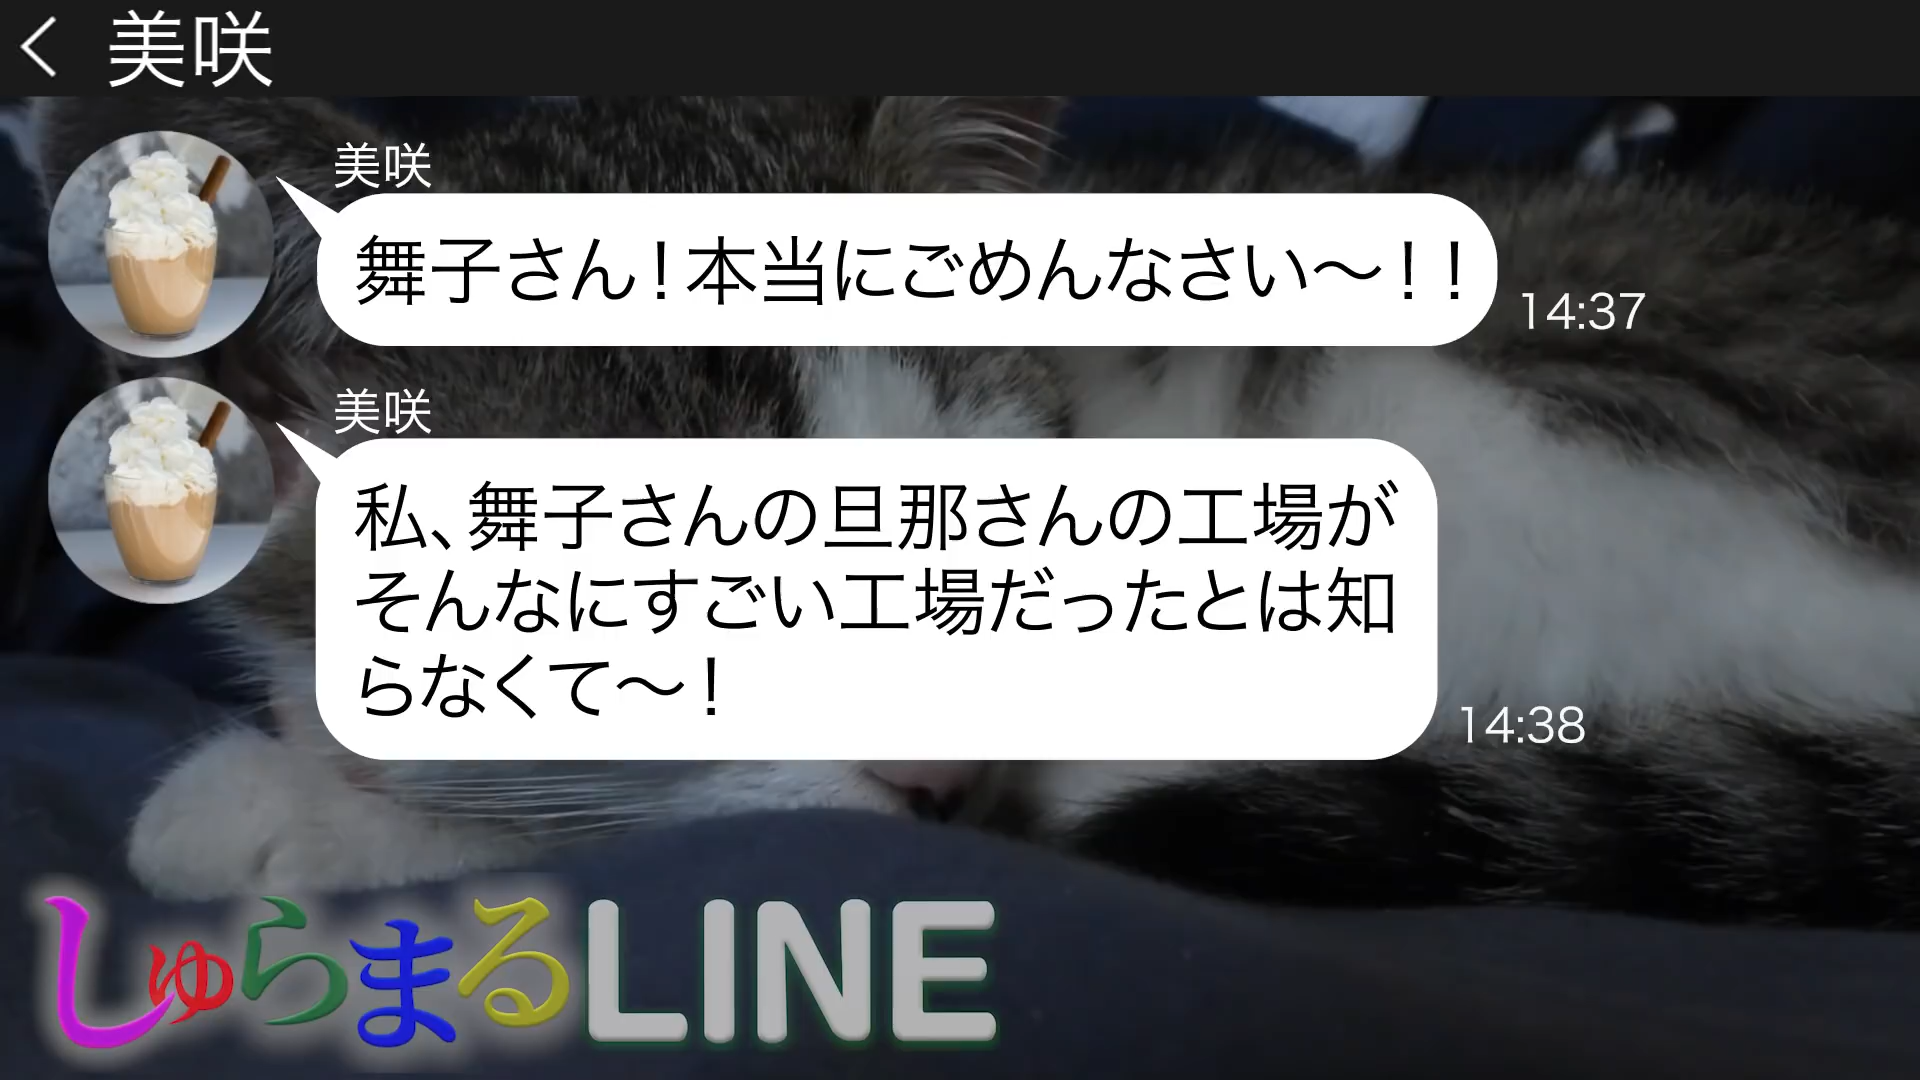 美咲
美咲
舞子さん！本当にごめんなさい～！！
14:37
美咲
私、舞子さんの旦那さんの工場が
そんなにすごい工場だったとは知
らなくて～！
14:38
しゅらまるLINE